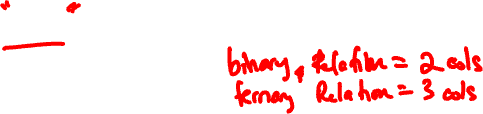 binary Relation = 2 cols
ternary Relation = 3 cols